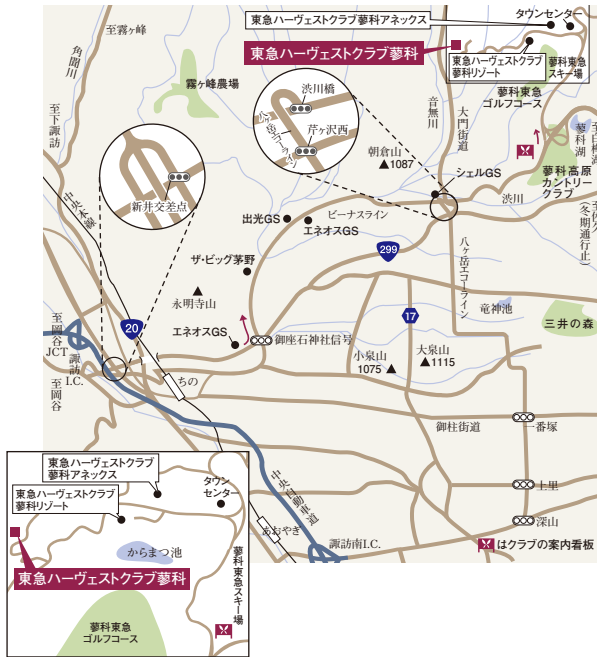 東急ハーヴェストクラブ蓼科アネックス
タウンセンター
東急ハーヴェストクラブ蓼科
東急ハーヴェストクラブ
蓼科リゾート
蓼科東急
スキー場
蓼科東急
ゴルフコース
至霧ヶ峰
角間川
霧ヶ峰農場
至下諏訪
渋川橋
八ヶ岳エコーライン
芹ヶ沢西
音無川
大門街道
朝倉山
▲1087
シェルGS
蓼科湖
至白樺湖
蓼科高原
カントリー
クラブ
渋川
(冬期通行止)
新井交差点
中央本線
出光GS
ビーナスライン
エネオスGS
299
八ヶ岳エコーライン
ザ・ビッグ茅野
永明寺山
20
17
竜神池
三井の森
エネオスGS
御座石神社信号
小泉山
1075▲
大泉山
▲1115
至岡谷JCT
諏訪I.C.
至岡谷
ちの
御柱街道
一番塚
上里
深山
中央自動車道
あおやぎ
諏訪南I.C.
はクラブの案内看板
東急ハーヴェストクラブ
蓼科アネックス
タウン
センター
東急ハーヴェストクラブ
蓼科リゾート
からまつ池
東急ハーヴェストクラブ蓼科
蓼科東急スキー場
蓼科東急
ゴルフコース